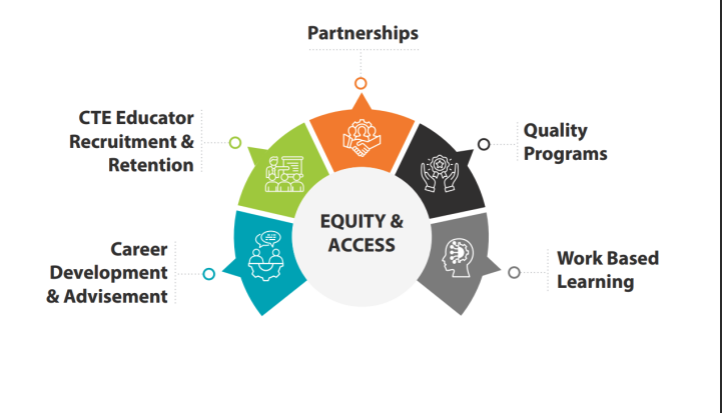 Partnerships
CTE Educator
Recruitment &
Retention
Quality
Programs
EQUITY &
ACCESS
Career
Development
& Advisement
Work Based
Learning